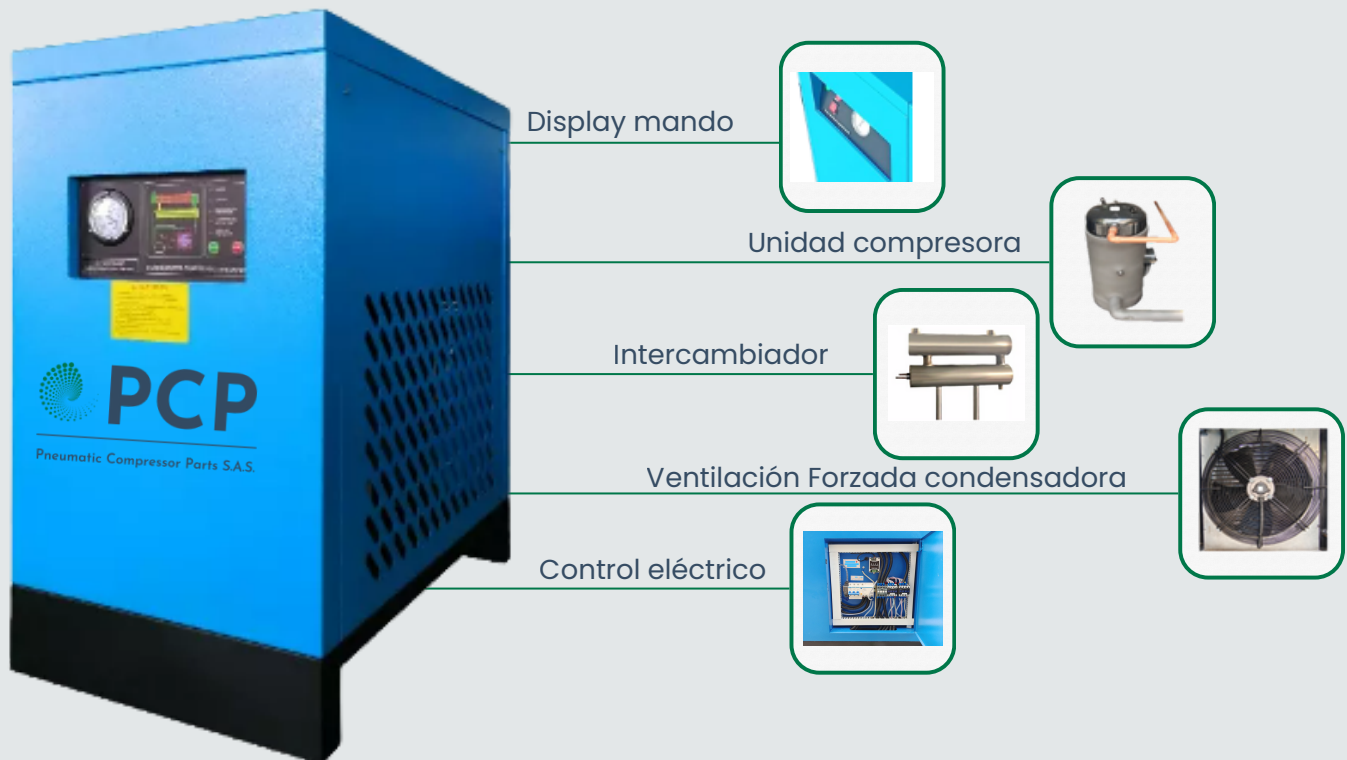 Display mando
Unidad compresora
Intercambiador
PCP
Pneumatic Compressor Parts S.A.S.
Ventilación Forzada condensadora
Control eléctrico